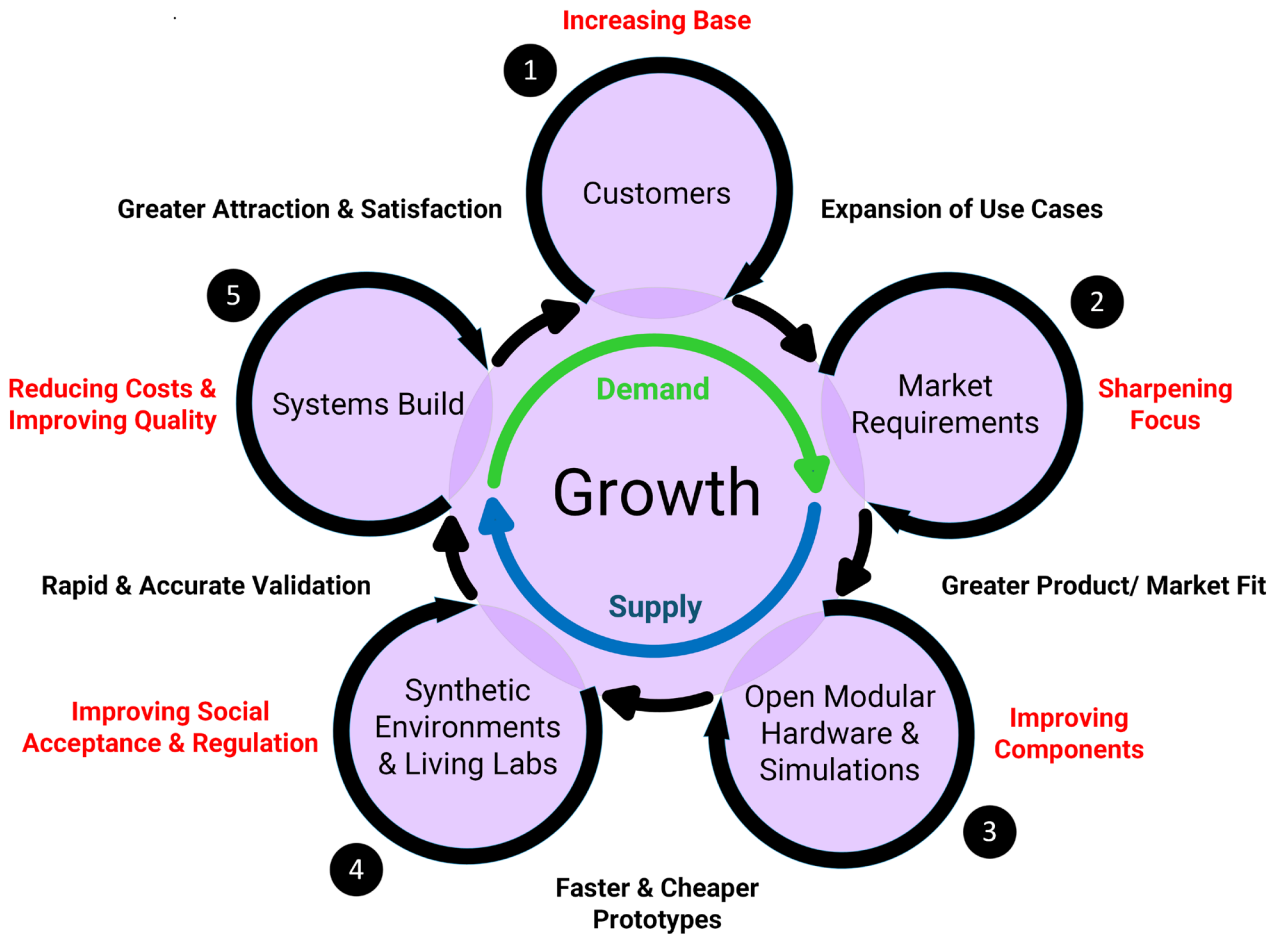 Increasing Base
1
Customers
Greater Attraction & Satisfaction
Expansion of Use Cases
5
2
Reducing Costs &
Improving Quality
Systems Build
Demand
Market
Requirements
Sharpening
Focus
Growth
Rapid & Accurate Validation
Supply
Greater Product/ Market Fit
Improving Social
Acceptance & Regulation
Synthetic
Environments
& Living Labs
Open Modular
Hardware &
Simulations
Improving
Components
4
3
Faster & Cheaper
Prototypes